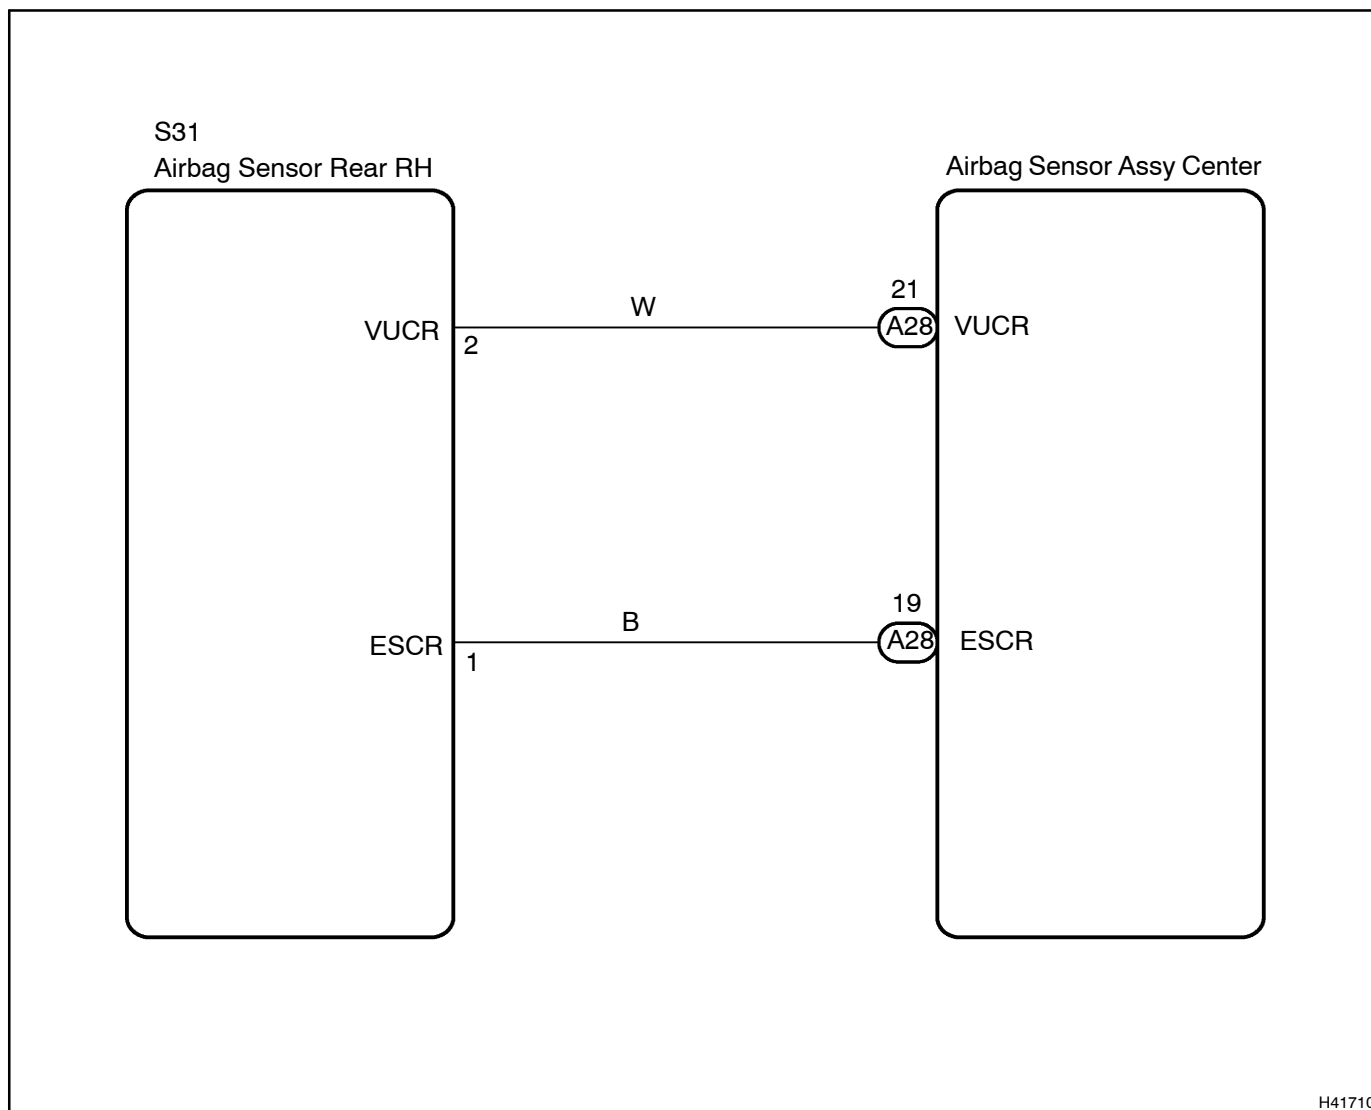 S31
Airbag Sensor Rear RH
Airbag Sensor Assy Center
21
W
VUCR
A28
VUCR
2
19
B
ESCR
A28
ESCR
1
H41710